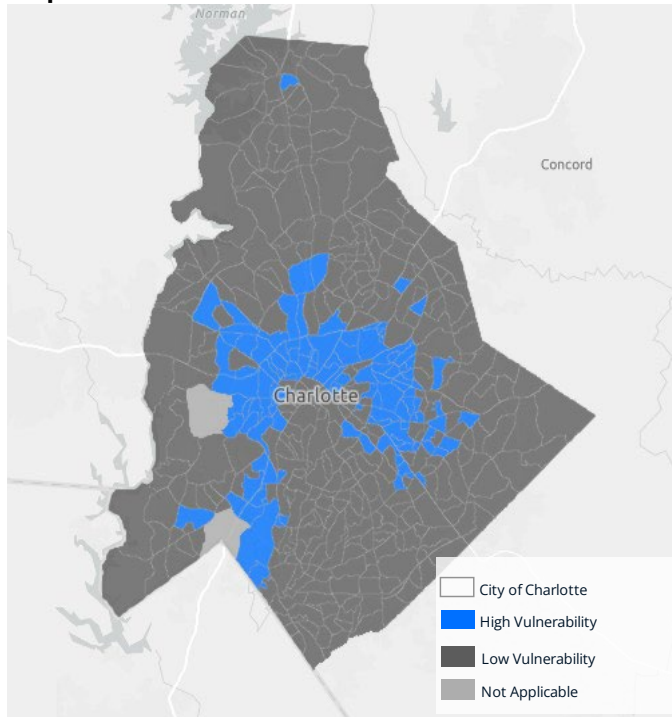 Norman
Concord
Charlotte
City of Charlotte
High Vulnerability
Low Vulnerability
Not Applicable